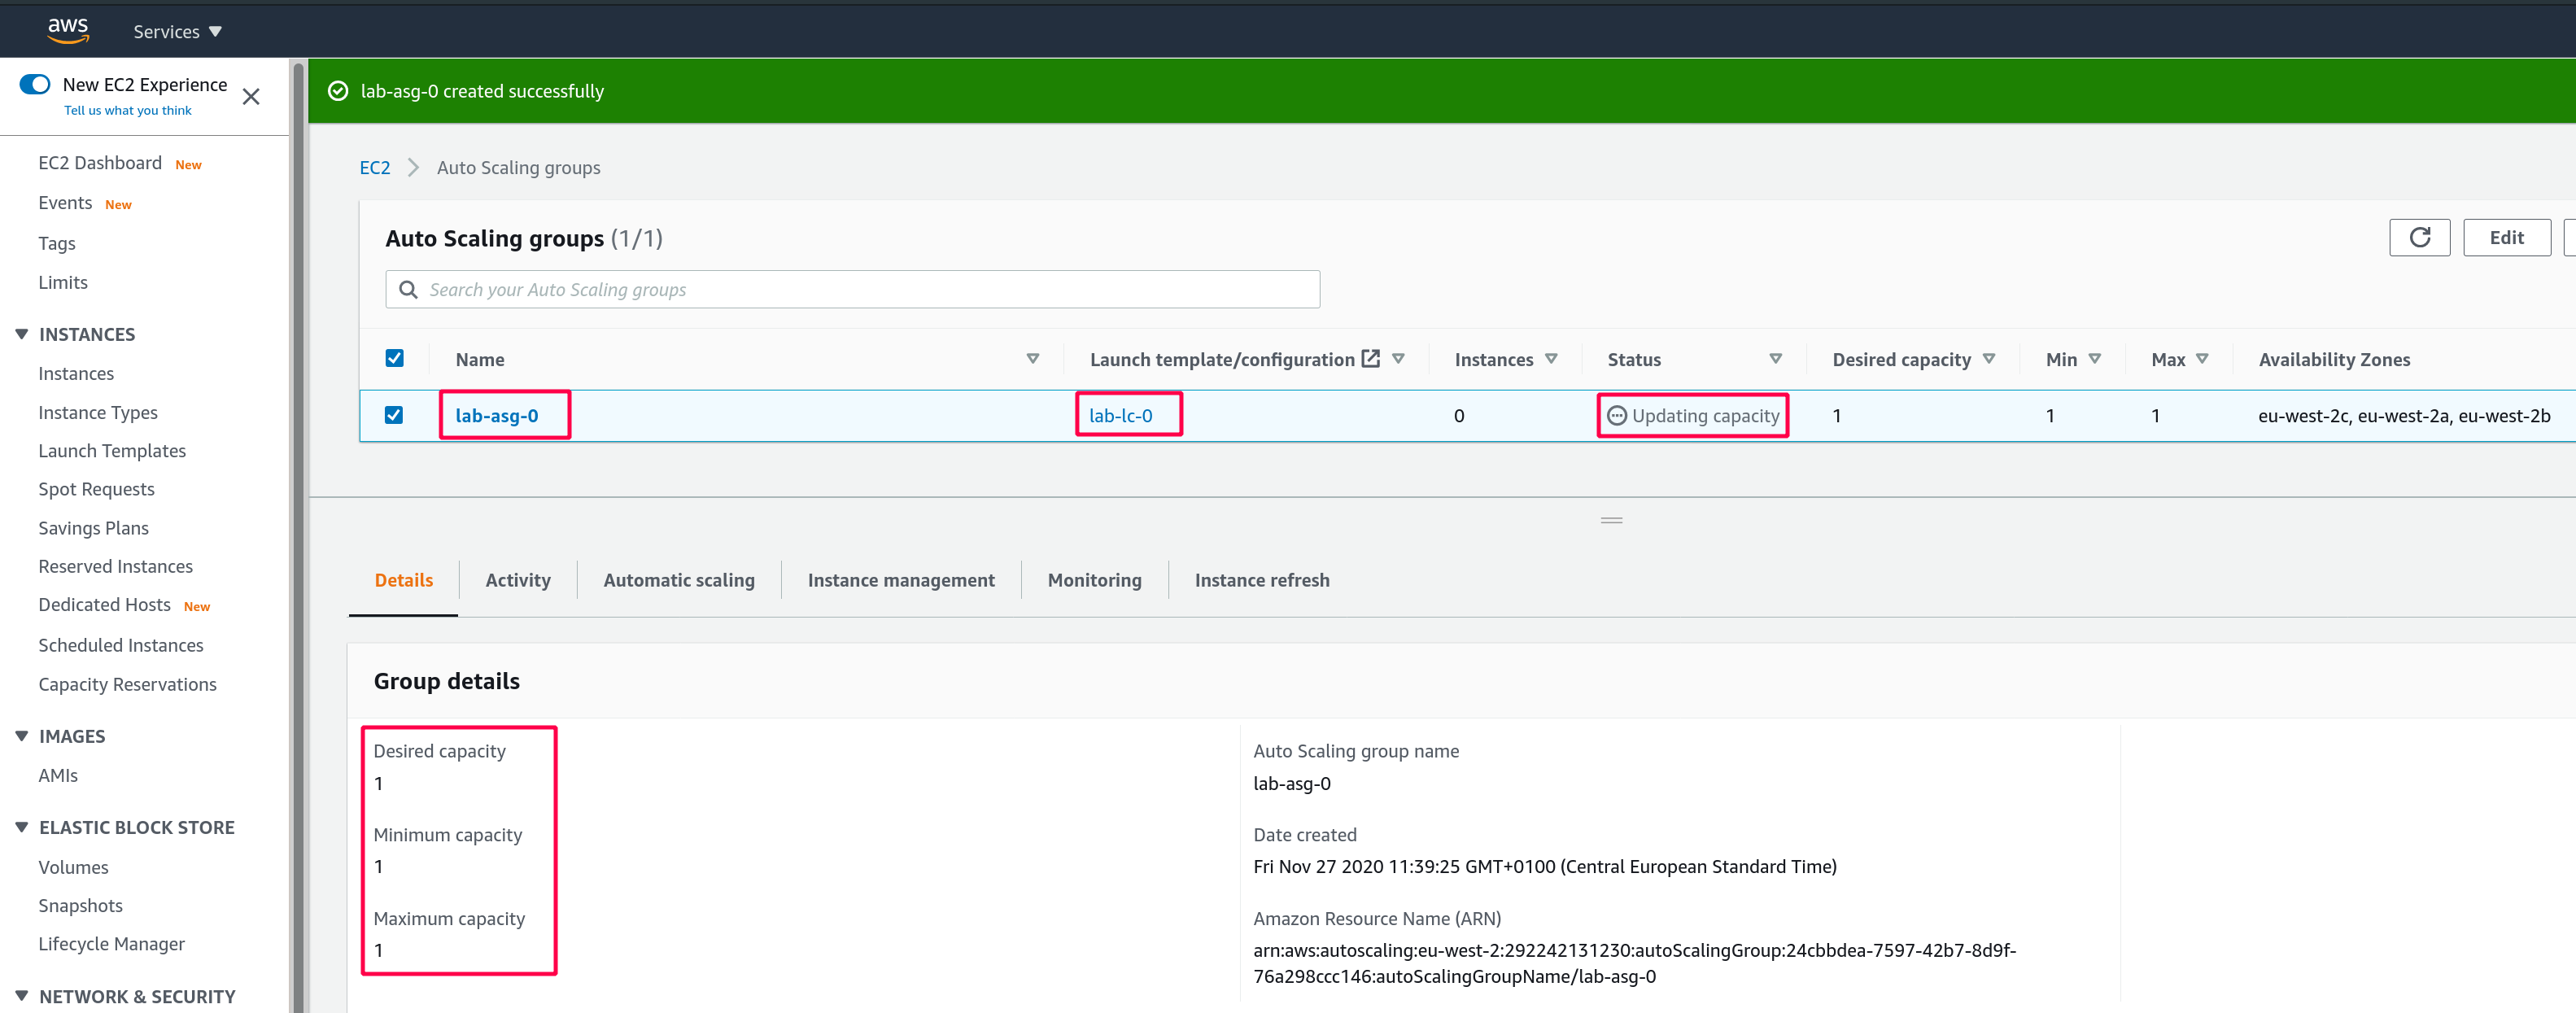 aws Services
New EC2 Experience
Tell us what you think
EC2 Dashboard New
Events New
Tags
Limits
INSTANCES
Instances
Instance Types
Launch Templates
Spot Requests
Savings Plans
Reserved Instances
Dedicated Hosts New
Scheduled Instances
Capacity Reservations
IMAGES
AMIs
ELASTIC BLOCK STORE
Volumes
Snapshots
Lifecycle Manager
NETWORK & SECURITY
lab-asg-0 created successfully
EC2 Auto Scaling groups
Auto Scaling groups (1/1)
Edit
Search your Auto Scaling groups
Name Launch template/configuration Instances Status Desired capacity Min Max Availability Zones
lab-asg-0 lab-lc-0 0 Updating capacity 1 1 1 eu-west-2c, eu-west-2a, eu-west-2b
Details Activity Automatic scaling Instance management Monitoring Instance refresh
Group details
Desired capacity
1
Minimum capacity
1
Maximum capacity
1
Auto Scaling group name
lab-asg-0
Date created
Fri Nov 27 2020 11:39:25 GMT+0100 (Central European Standard Time)
Amazon Resource Name (ARN)
arn:aws:autoscaling:eu-west-2:292242131230:autoScalingGroup:24cbbdea-7597-42b7-8d9f-
76a298ccc146:autoScalingGroupName/lab-asg-0